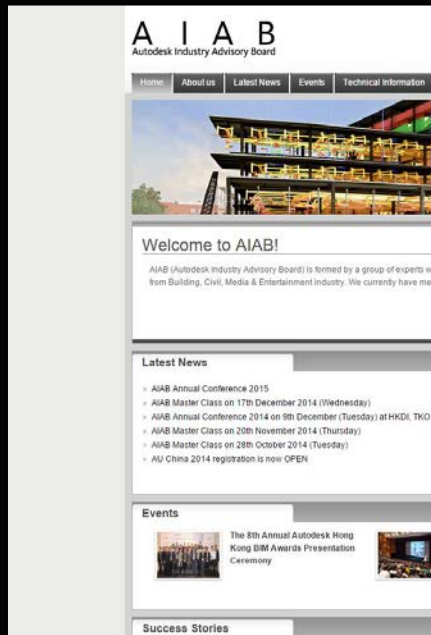 A I A B
Autodesk Industry Advisory Board
Home About us Latest News Events Technical Information
Welcome to AIAB!
AIAB (Autodesk Industry Advisory Board) is formed by a group of experts
from Building, Civil, Media & Entertainment industry. We currently have
Latest News
» AIAB Annual Conference 2015
» AIAB Master Class on 17th December 2014 (Wednesday)
» AIAB Annual Conference 2014 on 9th December (Tuesday) at HKDI, TKO
» AIAB Master Class on 20th November 2014 (Thursday)
» AIAB Master Class on 28th October 2014 (Tuesday)
» AU China 2014 registration is now OPEN
Events
The 8th Annual Autodesk Hong
Kong BIM Awards Presentation
Ceremony
Success Stories